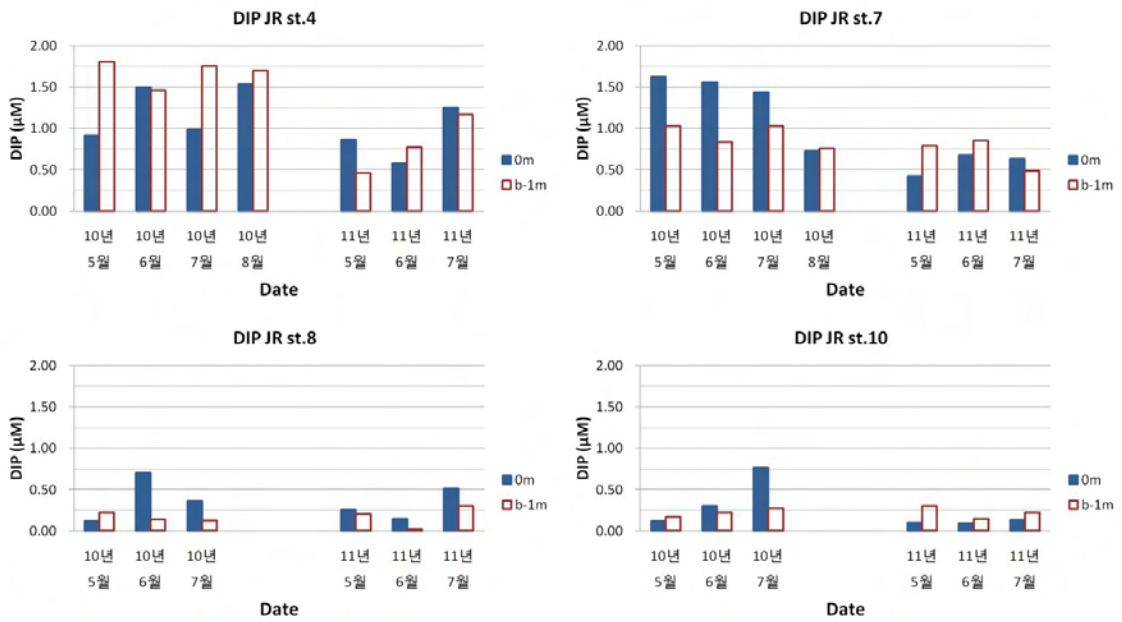 DIP JR st.4
2.00
1.50
1.00
0.50
0.00
DIP (μM)
10년 10년 10년 10년 11년 11년 11년
5월 6월 7월 8월 5월 6월 7월
Date
0m
b-1m
DIP JR st.7
2.00
1.50
1.00
0.50
0.00
DIP (μM)
10년 10년 10년 10년 11년 11년 11년
5월 6월 7월 8월 5월 6월 7월
Date
0m
b-1m
DIP JR st.8
2.00
1.50
1.00
0.50
0.00
DIP (μM)
10년 10년 10년 11년 11년 11년
5월 6월 7월 5월 6월 7월
Date
0m
b-1m
DIP JR st.10
2.00
1.50
1.00
0.50
0.00
DIP (μM)
10년 10년 10년 11년 11년 11년
5월 6월 7월 5월 6월 7월
Date
0m
b-1m